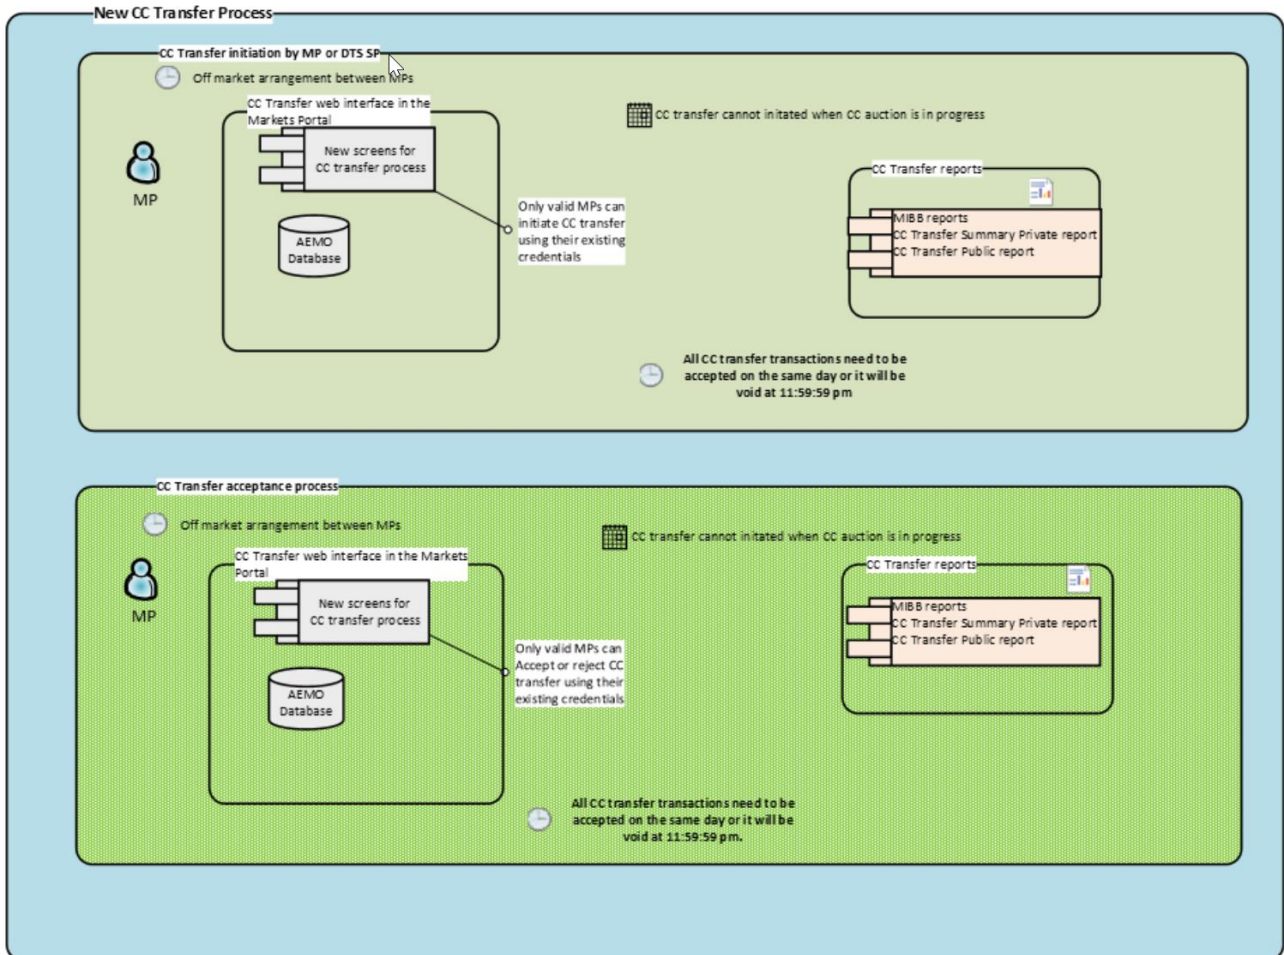 New CC Transfer Process
CC Transfer initiation by MP or DTS SP
Off market arrangement between MPs
CC Transfer web interface in the
Markets Portal
New screens for
CC transfer process
MP
AEMO
Database
Only valid MPs can
initiate CC transfer
using their existing
credentials
CC transfer cannot initated when CC auction is in progress
CC Transfer reports
MIBB reports
CC Transfer Summary Private report
CC Transfer Public report
All CC transfer transactions need to be
accepted on the same day or it will be
void at 11:59:59 pm
CC Transfer acceptance process
Off market arrangement between MPs
CC Transfer web interface in the Markets
Portal
New screens for
CC transfer process
MP
AEMO
Database
Only valid MPs can
Accept or reject CC
transfer using their
existing credentials
CC transfer cannot initated when CC auction is in progress
CC Transfer reports
MIBB reports
CC Transfer Summary Private report
CC Transfer Public report
All CC transfer transactions need to be
accepted on the same day or it will be
void at 11:59:59 pm.